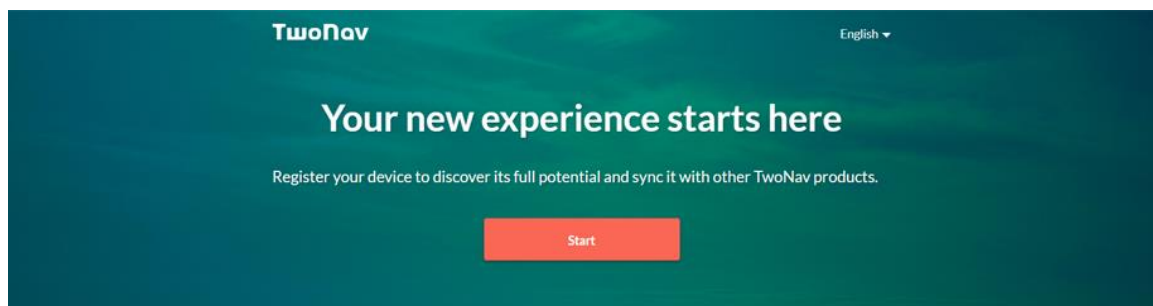 TwoNav
English
Your new experience starts here
Register your device to discover its full potential and sync it with other TwoNav products.
Start